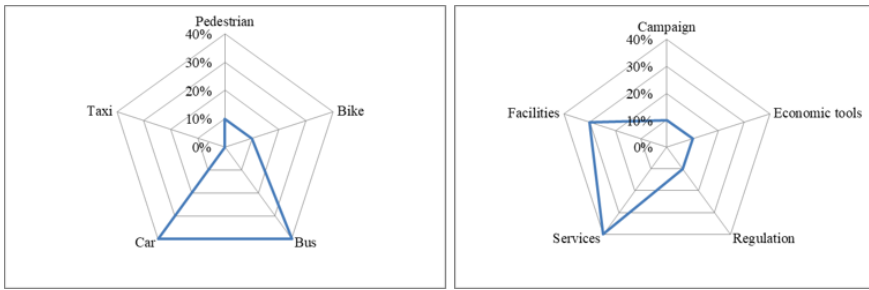 Pedestrian
40%
30%
20%
10%
0%
Taxi
Bike
Car
Bus
Campaign
40%
30%
20%
10%
0%
Facilities
Economic tools
Services
Regulation